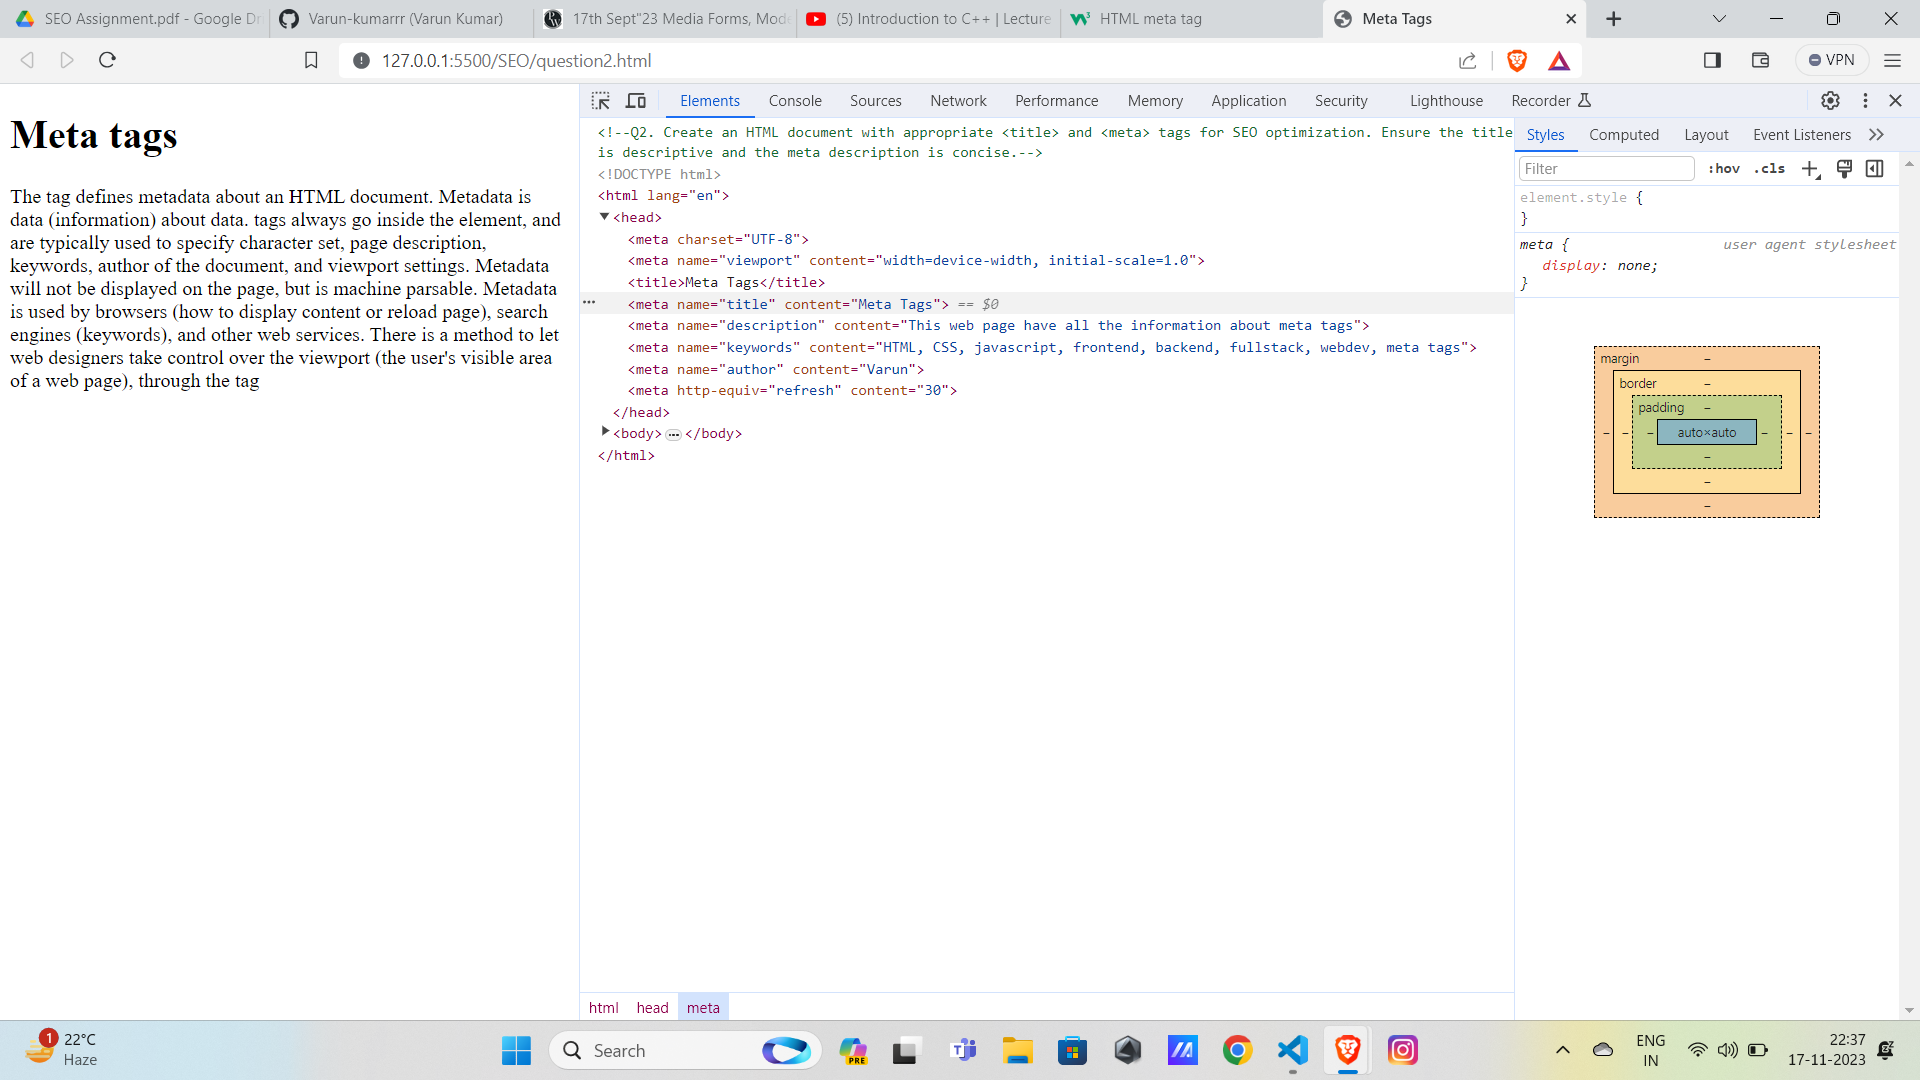 SEO Assignment.pdf - Google Dr
Varun-kumarrr (Varun Kumar)
17th Sept"23 Media Forms, Mode
(5) Introduction to C++ | Lecture
HTML meta tag
Meta Tags
127.0.0.1:5500/SEO/question2.html
VPN
Meta tags
The tag defines metadata about an HTML document. Metadata is
data (information) about data. tags always go inside the element, and
are typically used to specify character set, page description,
keywords, author of the document, and viewport settings. Metadata
will not be displayed on the page, but is machine parsable. Metadata
is used by browsers (how to display content or reload page), search
engines (keywords), and other web services. There is a method to let
web designers take control over the viewport (the user's visible area
of a web page), through the tag
Elements Console Sources Network Performance Memory Application Security Lighthouse Recorder
<!--Q2. Create an HTML document with appropriate <title> and <meta> tags for SEO optimization. Ensure the title
is descriptive and the meta description is concise.-->
<!DOCTYPE html>
<html lang="en">
<head>
<meta charset="UTF-8">
<meta name="viewport" content="width=device-width, initial-scale=1.0">
<title>Meta Tags</title>
<meta name="title" content="Meta Tags"> == $0
<meta name="description" content="This web page have all the information about meta tags">
<meta name="keywords" content="HTML, CSS, javascript, frontend, backend, fullstack, webdev, meta tags">
<meta name="author" content="Varun">
<meta http-equiv="refresh" content="30">
</head>
<body> … </body>
</html>
html head meta
Styles Computed Layout Event Listeners
Filter :hov .cls
element.style {
}
meta { user agent stylesheet
display: none;
}
margin –
border –
padding –
– – – auto×auto – – –
–
–
–
1
22°C
Haze
Search
PRE
ENG
IN
22:37
17-11-2023